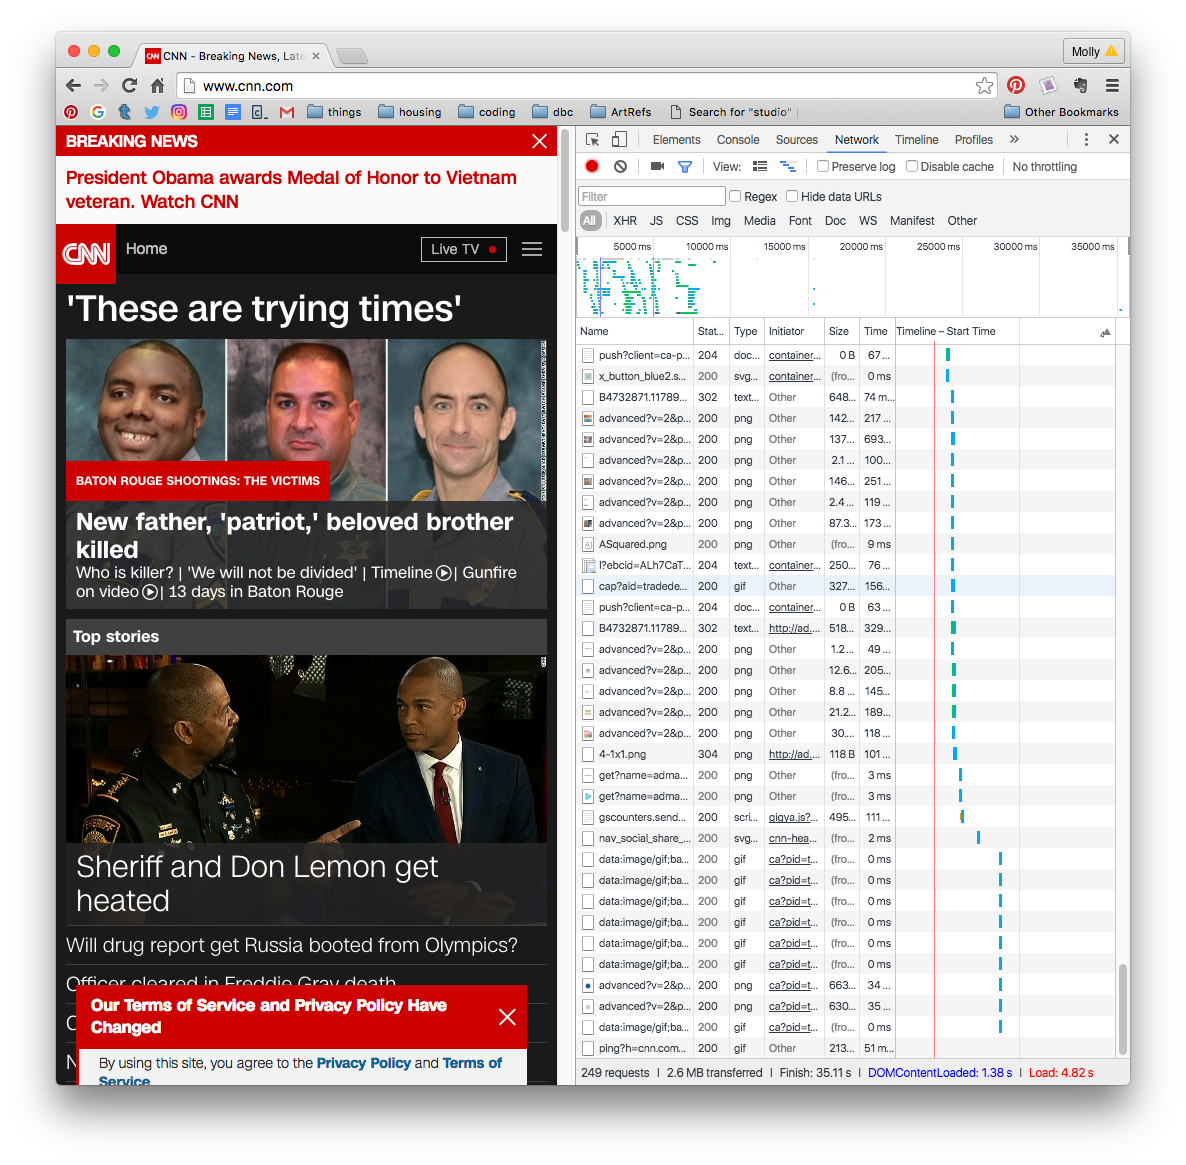 CNN - Breaking News, Late
Molly
www.cnn.com
things housing coding dbc ArtRefs Search for "studio" Other Bookmarks
BREAKING NEWS
President Obama awards Medal of Honor to Vietnam
veteran. Watch CNN
CNN Home Live TV
'These are trying times'
BATON ROUGE SHOOTINGS: THE VICTIMS
New father, 'patriot,' beloved brother
killed
Who is killer? | 'We will not be divided' | Timeline | Gunfire
on video | 13 days in Baton Rouge
Top stories
SHERIFF
Sheriff and Don Lemon get
heated
Will drug report get Russia booted from Olympics?
Officer cleared in Freddie Gray death
Our Terms of Service and Privacy Policy Have
Changed
By using this site, you agree to the Privacy Policy and Terms of
Service
Elements Console Sources Network Timeline Profiles »
View: Preserve log Disable cache No throttling
Filter Regex Hide data URLs
All XHR JS CSS Img Media Font Doc WS Manifest Other
5000 ms 10000 ms 15000 ms 20000 ms 25000 ms 30000 ms 35000 ms
Name Stat... Type Initiator Size Time Timeline – Start Time
push?client=ca-p... 204 doc... container... 0 B 67...
x_button_blue2.s... 200 svg... container... (fro... 0 ms
B4732871.11789... 302 text... Other 648... 74 m...
advanced?v=2&p... 200 png Other 142... 217...
advanced?v=2&p... 200 png Other 137... 693...
advanced?v=2&p... 200 png Other 2.1... 100...
advanced?v=2&p... 200 png Other 146... 251...
advanced?v=2&p... 200 png Other 2.4... 119...
advanced?v=2&p... 200 png Other 87.3... 173...
ASquared.png 200 png Other (fro... 9 ms
l?ebcid=ALh7CaT... 204 text... container... 250... 76...
cap?aid=tradede... 200 gif Other 327... 156...
push?client=ca-p... 204 doc... container... 0 B 63...
B4732871.11789... 302 text... http://ad.... 518... 329...
advanced?v=2&p... 200 png Other 1.2... 49...
advanced?v=2&p... 200 png Other 12.6... 205...
advanced?v=2&p... 200 png Other 8.8... 145...
advanced?v=2&p... 200 png Other 21.2... 189...
advanced?v=2&p... 200 png Other 30.... 118...
4-1x1.png 304 png http://ad.... 118 B 101...
get?name=adma... 200 png Other (fro... 3 ms
get?name=adma... 200 png Other (fro... 3 ms
gscounters.send... 200 scri... gigya.js?... 495... 111...
nav_social_share_... 200 svg... cnn-hea... (fro... 2 ms
data:image/gif;ba... 200 gif ca?pid=t... (fro... 0 ms
data:image/gif;ba... 200 gif ca?pid=t... (fro... 0 ms
data:image/gif;ba... 200 gif ca?pid=t... (fro... 0 ms
data:image/gif;ba... 200 gif ca?pid=t... (fro... 0 ms
data:image/gif;ba... 200 gif ca?pid=t... (fro... 0 ms
data:image/gif;ba... 200 gif ca?pid=t... (fro... 0 ms
advanced?v=2&p... 200 png ca?pid=t... 663... 34...
advanced?v=2&p... 200 png ca?pid=t... 630... 35...
data:image/gif;ba... 200 gif ca?pid=t... (fro... 0 ms
ping?h=cnn.com... 200 gif Other 213... 51 m...
249 requests | 2.6 MB transferred | Finish: 35.11 s | DOMContentLoaded: 1.38 s | Load: 4.82 s